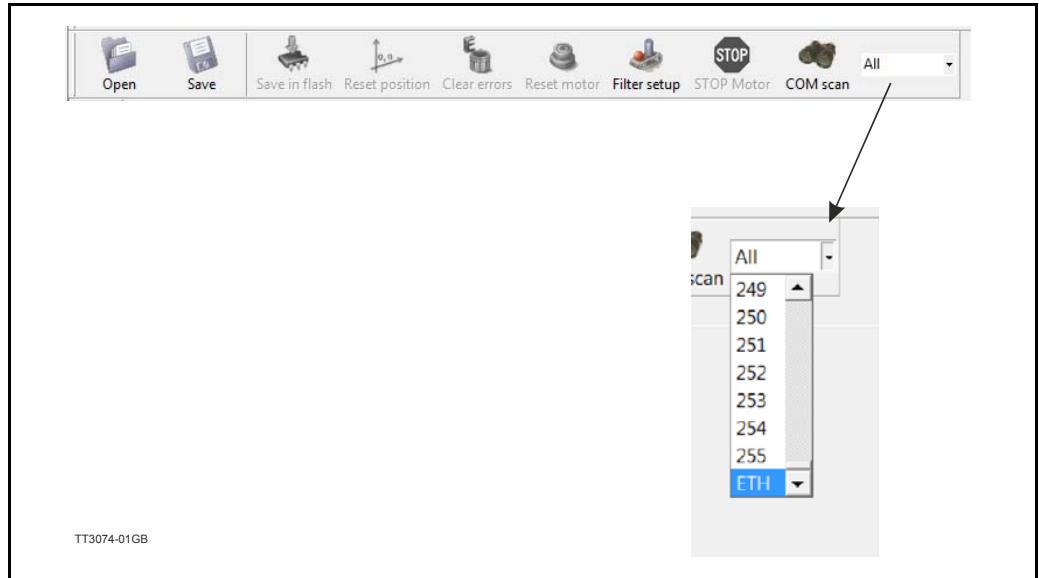 Open Save Save in flash Reset position Clear errors Reset motor Filter setup STOP Motor COM scan All
STOP
All
scan
249
250
251
252
253
254
255
ETH
TT3074-01GB